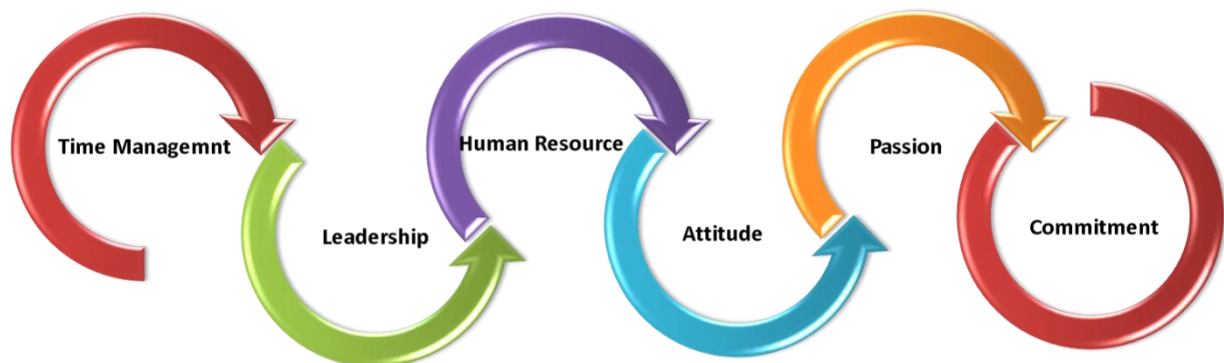 Time Managemnt
Leadership
Human Resource
Attitude
Passion
Commitment